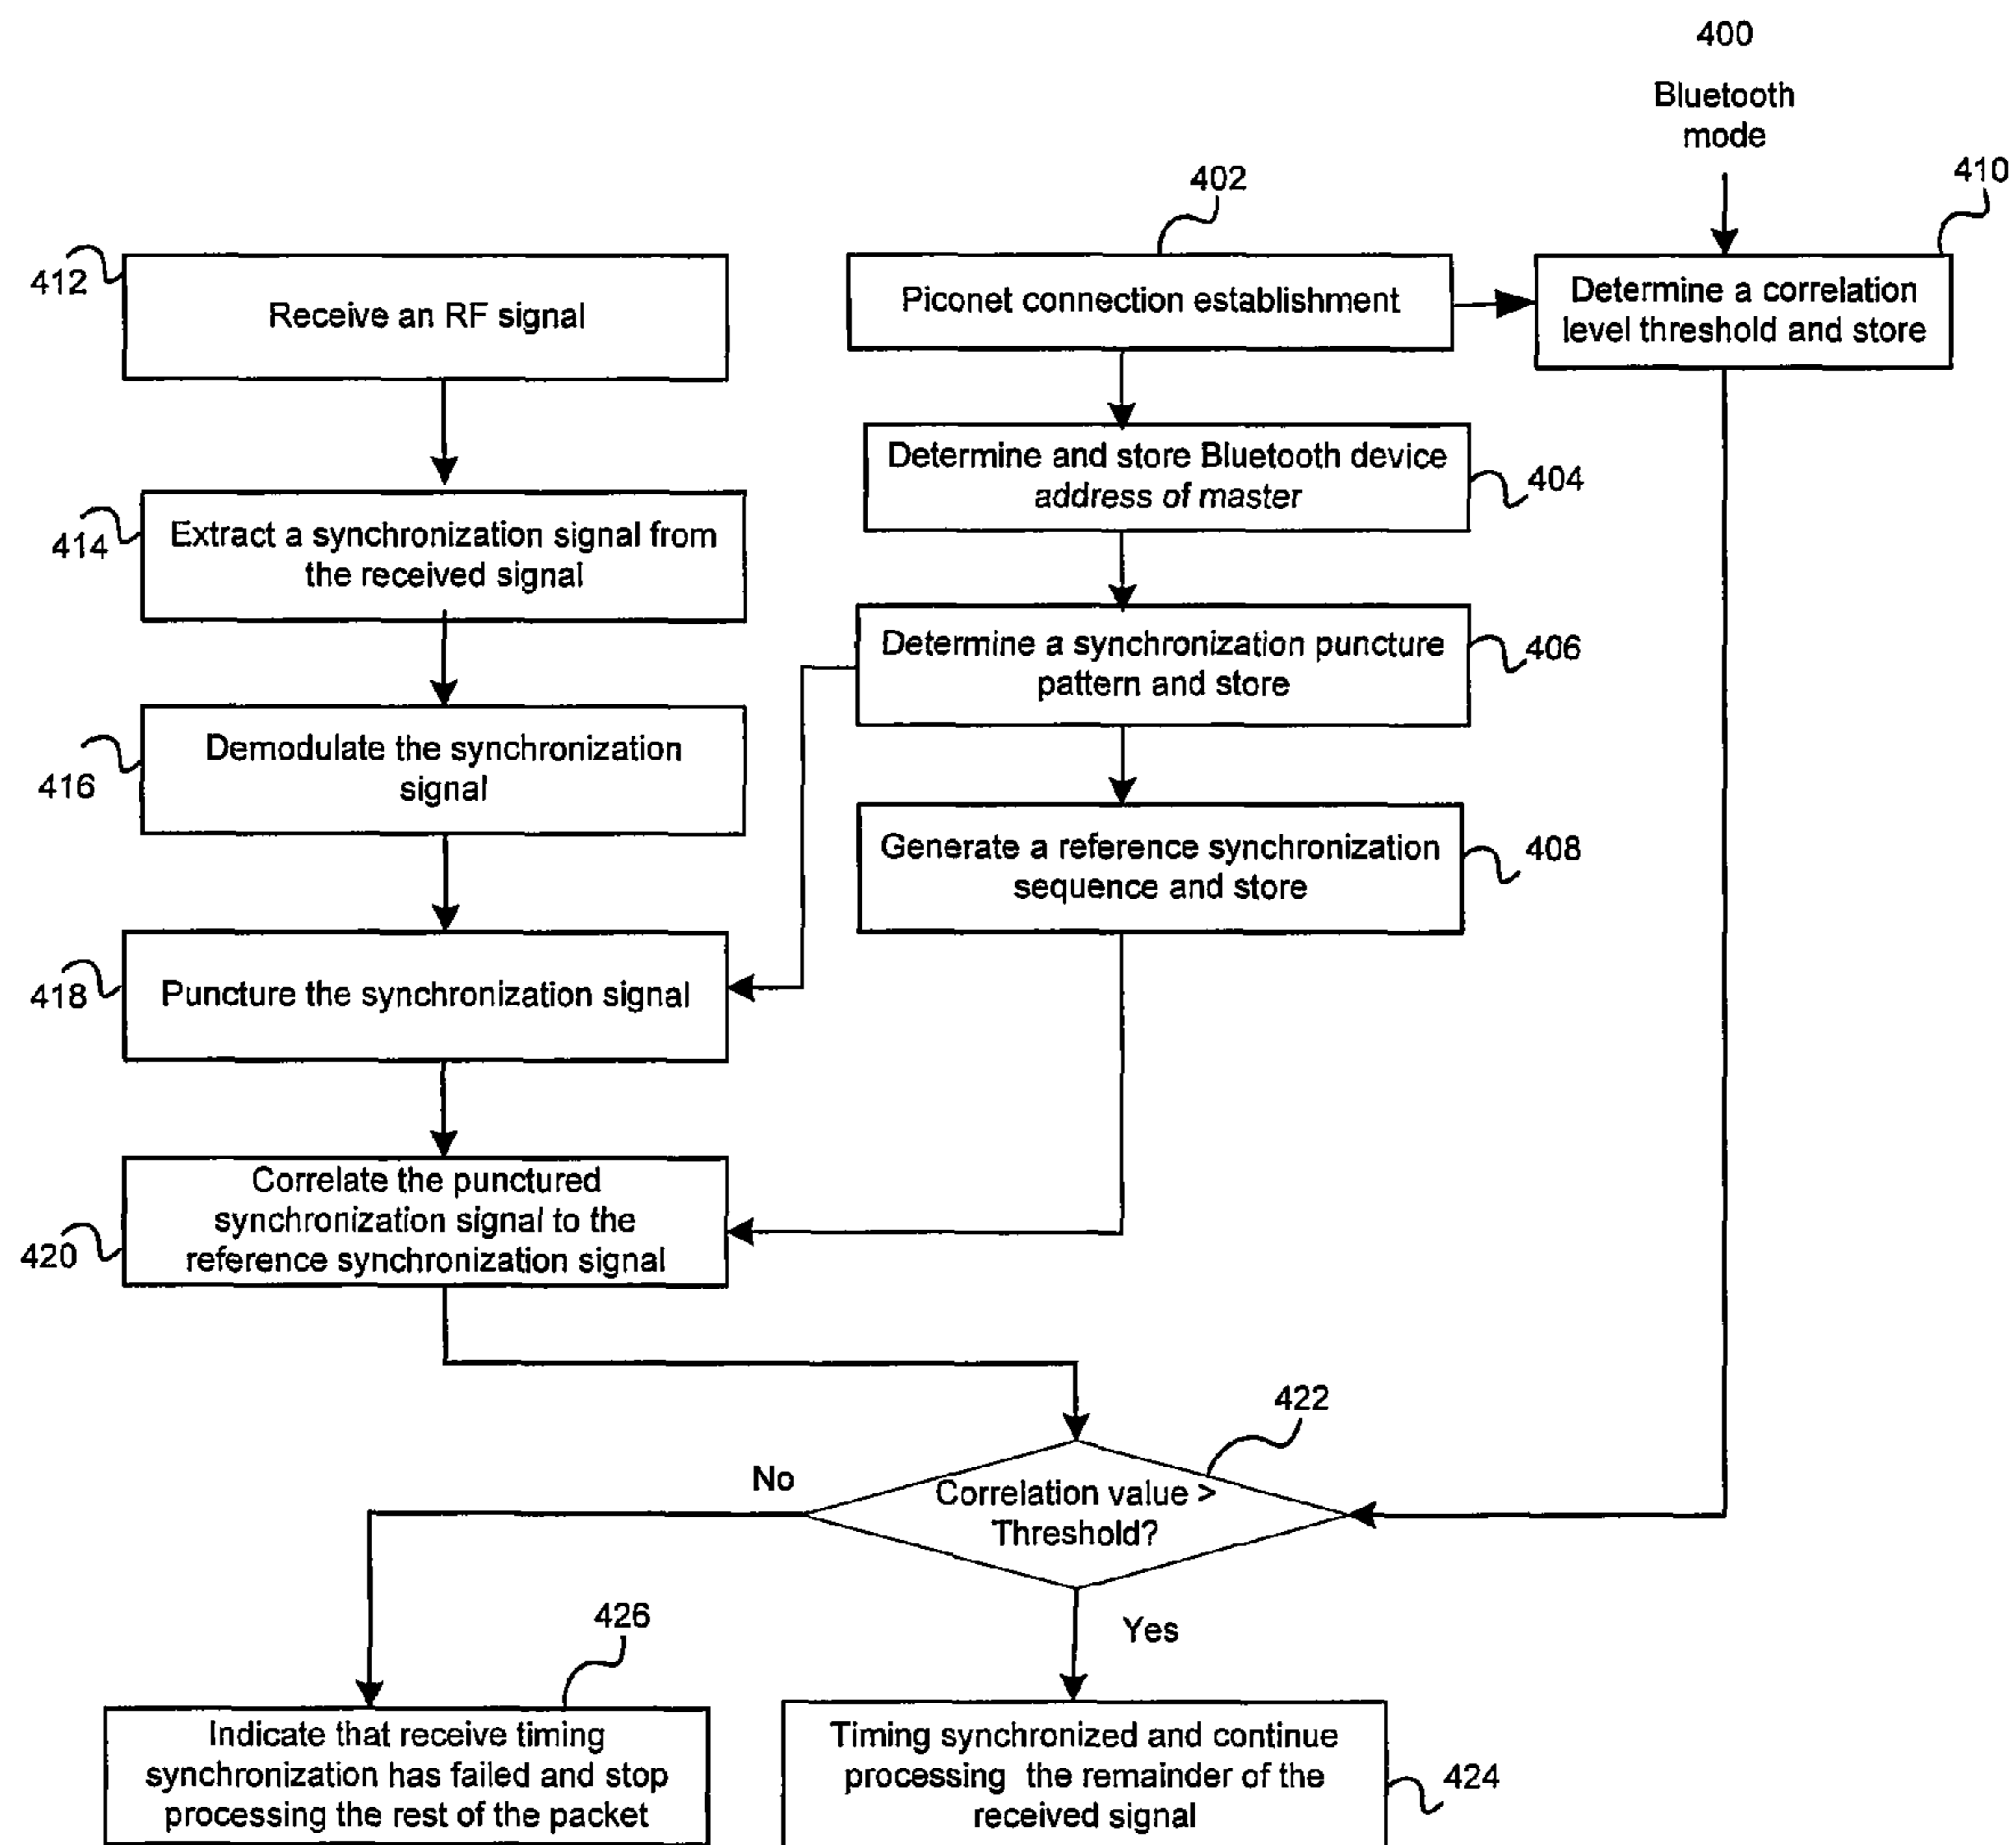 400
Bluetooth
mode
402
410
412
Receive an RF signal
Piconet connection establishment
Determine a correlation
level threshold and store
Determine and store Bluetooth device
address of master
404
414
Extract a synchronization signal from
the received signal
Determine a synchronization puncture
pattern and store
406
416
Demodulate the synchronization
signal
Generate a reference synchronization
sequence and store
408
418
Puncture the synchronization signal
420
Correlate the punctured
synchronization signal to the
reference synchronization signal
422
No
Correlation value >
Threshold?
Yes
426
Indicate that receive timing
synchronization has failed and stop
processing the rest of the packet
Timing synchronized and continue
processing the remainder of the
received signal
424